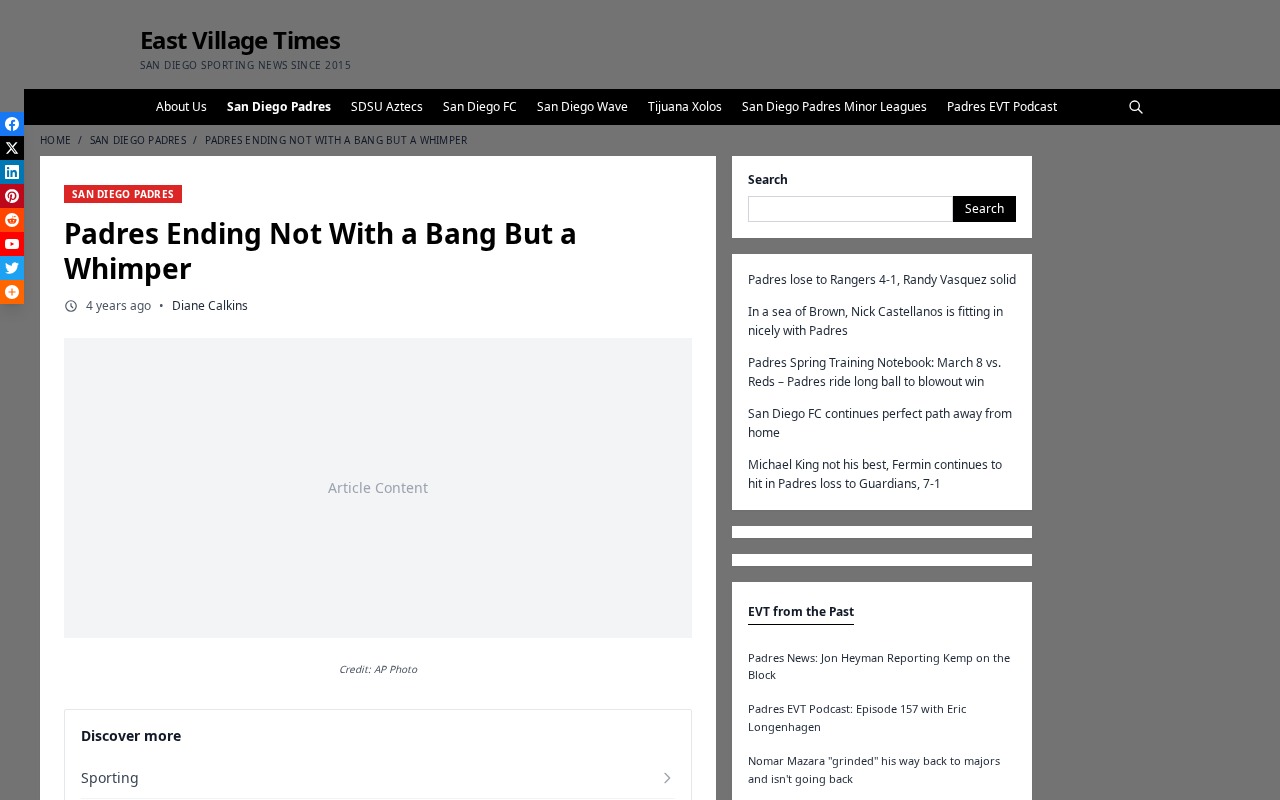 East Village Times
SAN DIEGO SPORTING NEWS SINCE 2015
About Us San Diego Padres SDSU Aztecs San Diego FC San Diego Wave Tijuana Xolos San Diego Padres Minor Leagues Padres EVT Podcast
HOME / SAN DIEGO PADRES / PADRES ENDING NOT WITH A BANG BUT A WHIMPER
SAN DIEGO PADRES
Padres Ending Not With a Bang But a
Whimper
4 years ago • Diane Calkins
Article Content
Credit: AP Photo
Discover more
Sporting
Search
Search
Padres lose to Rangers 4-1, Randy Vasquez solid
In a sea of Brown, Nick Castellanos is fitting in
nicely with Padres
Padres Spring Training Notebook: March 8 vs.
Reds – Padres ride long ball to blowout win
San Diego FC continues perfect path away from
home
Michael King not his best, Fermin continues to
hit in Padres loss to Guardians, 7-1
EVT from the Past
Padres News: Jon Heyman Reporting Kemp on the
Block
Padres EVT Podcast: Episode 157 with Eric
Longenhagen
Nomar Mazara "grinded" his way back to majors
and isn't going back